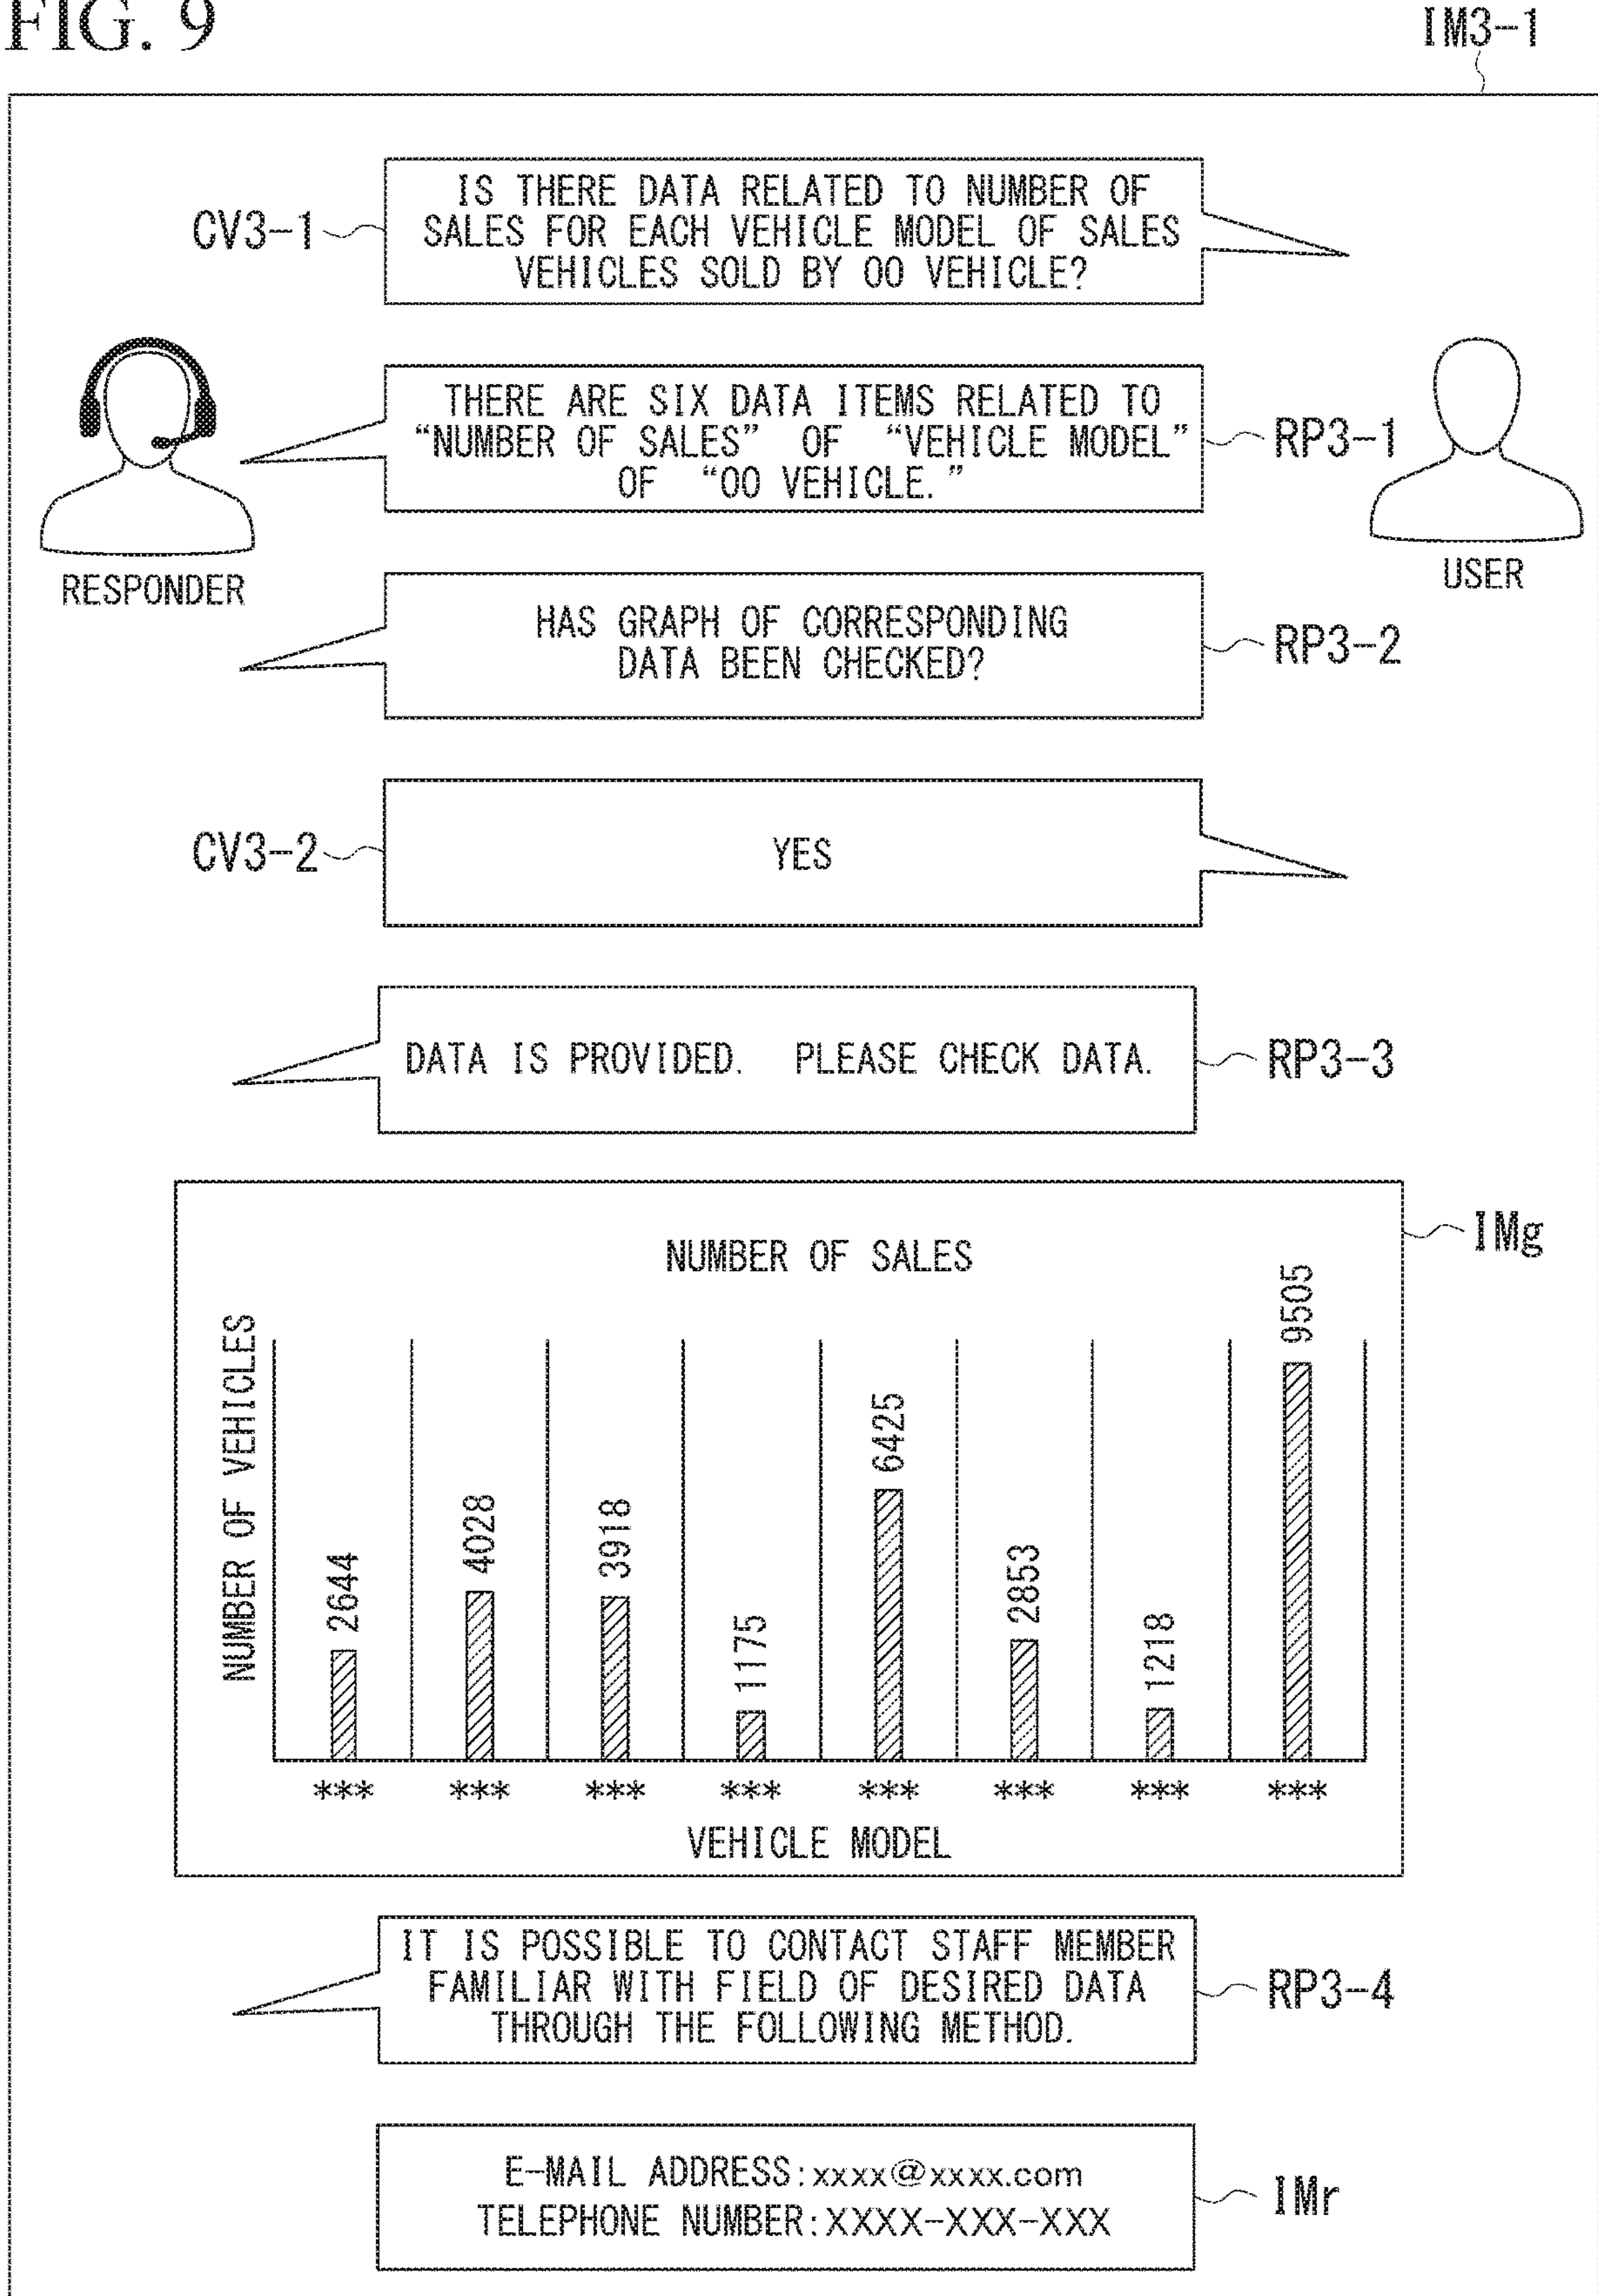 FIG. 9
IM3-1
CV3-1
IS THERE DATA RELATED TO NUMBER OF
SALES FOR EACH VEHICLE MODEL OF SALES
VEHICLES SOLD BY OO VEHICLE?
RESPONDER
THERE ARE SIX DATA ITEMS RELATED TO
“NUMBER OF SALES” OF “VEHICLE MODEL”
OF “OO VEHICLE.”
RP3-1
USER
HAS GRAPH OF CORRESPONDING
DATA BEEN CHECKED?
RP3-2
CV3-2
YES
DATA IS PROVIDED. PLEASE CHECK DATA.
RP3-3
IMg
NUMBER OF SALES
NUMBER OF VEHICLES
2644
4028
3918
1175
6425
2853
1218
9505
*** *** *** *** *** *** *** ***
VEHICLE MODEL
IT IS POSSIBLE TO CONTACT STAFF MEMBER
FAMILIAR WITH FIELD OF DESIRED DATA
THROUGH THE FOLLOWING METHOD.
RP3-4
E-MAIL ADDRESS:xxxx@xxxx.com
TELEPHONE NUMBER:XXXX-XXX-XXX
IMr